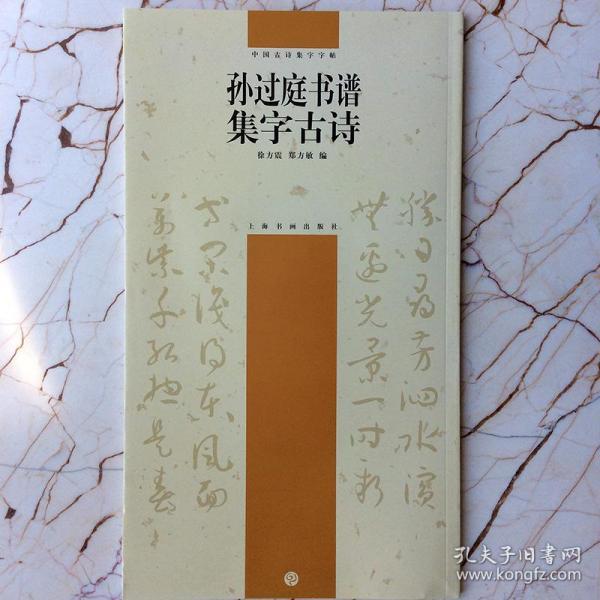 中国古诗集字字帖
孙过庭书谱
集字古诗
徐方震 郑方敏 编
上海书画出版社
胜日寻芳泗水滨
无边光景一时新
等闲识得东风面
万紫千红总是春
孔夫子旧书网
www.kongfz.com